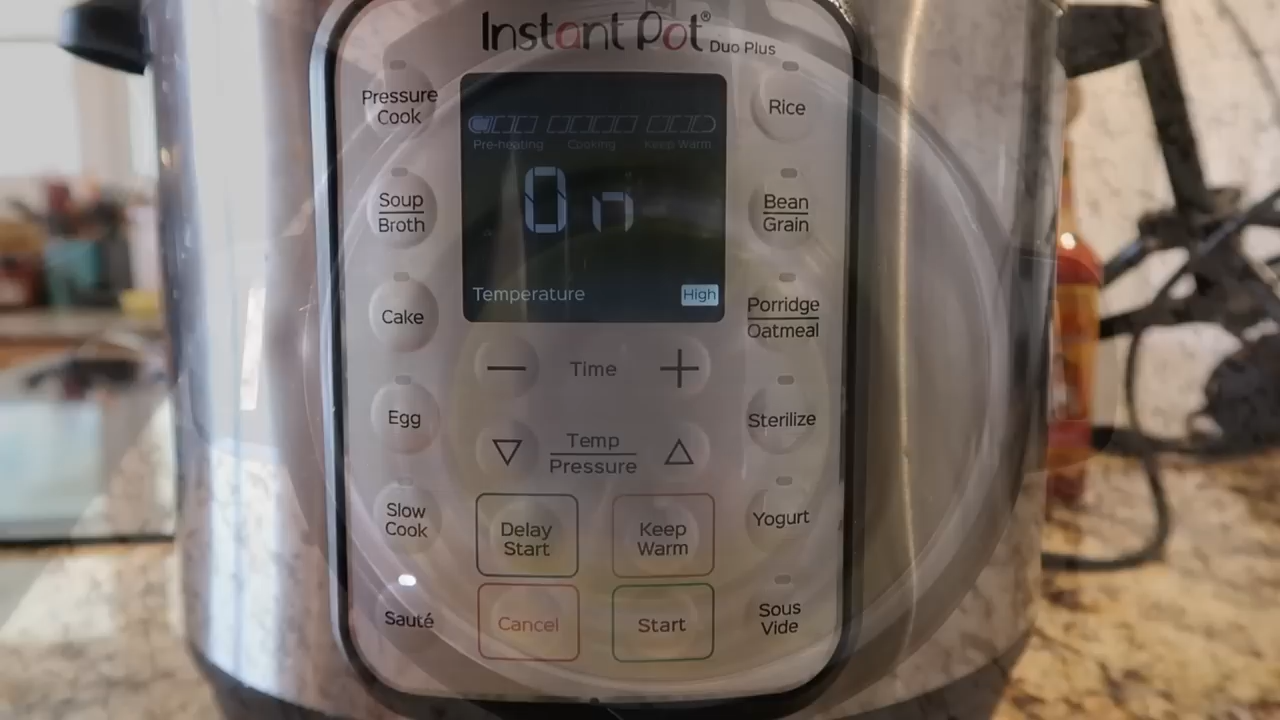 Instant Pot® Duo Plus
Pressure
Cook
Rice
Pre-heating
Cooking
Keep Warm
On
Soup
Broth
Bean
Grain
Temperature
High
Cake
Porridge
Oatmeal
Time
Egg
Sterilize
Temp
Pressure
Slow
Cook
Yogurt
Delay
Start
Keep
Warm
Sauté
Cancel
Start
Sous
Vide